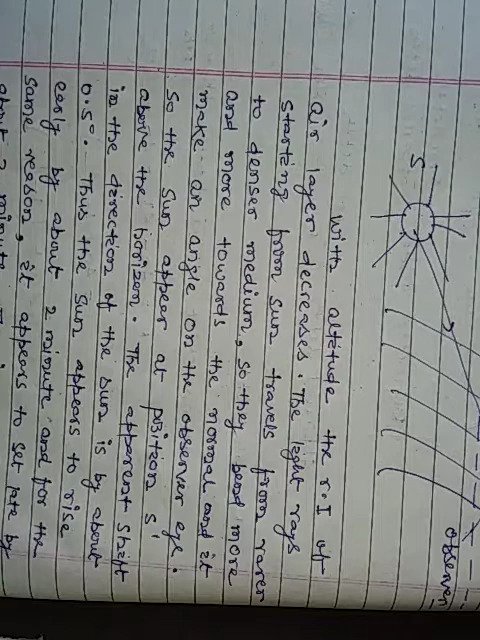 S
observer
with altitude the r.I of
air layer decreases. The light rays
starting from sun travels from rarer
to denser medium, so they bend more
and more towards the normal and it
make an angle on the observer eye.
so the sun appear at position S'
above the horizon. The apparent shift
in the direction of the sun is by about
0.5°. Thus the sun appears to rise
early by about 2 minute and for the
same reason, it appears to set late by
about 2 minute